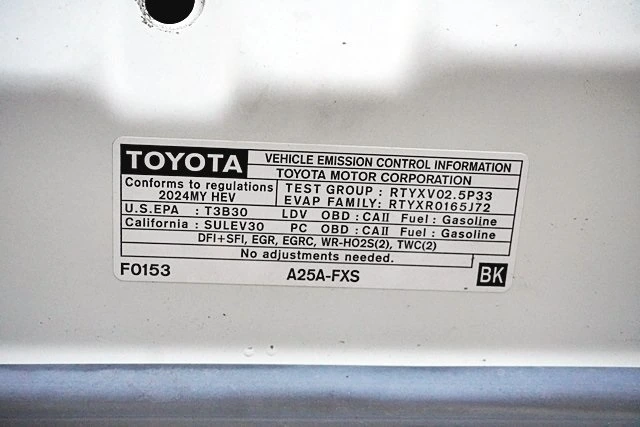 TOYOTA
VEHICLE EMISSION CONTROL INFORMATION
TOYOTA MOTOR CORPORATION
Conforms to regulations
2024MY HEV
TEST GROUP : RTYXV02.5P33
EVAP FAMILY: RTYXR0165J72
U.S.EPA : T3B30 LDV OBD : CAII Fuel : Gasoline
California : SULEV30 PC OBD : CAII Fuel : Gasoline
DFI+SFI, EGR, EGRC, WR-HO2S(2), TWC(2)
No adjustments needed.
F0153 A25A-FXS BK